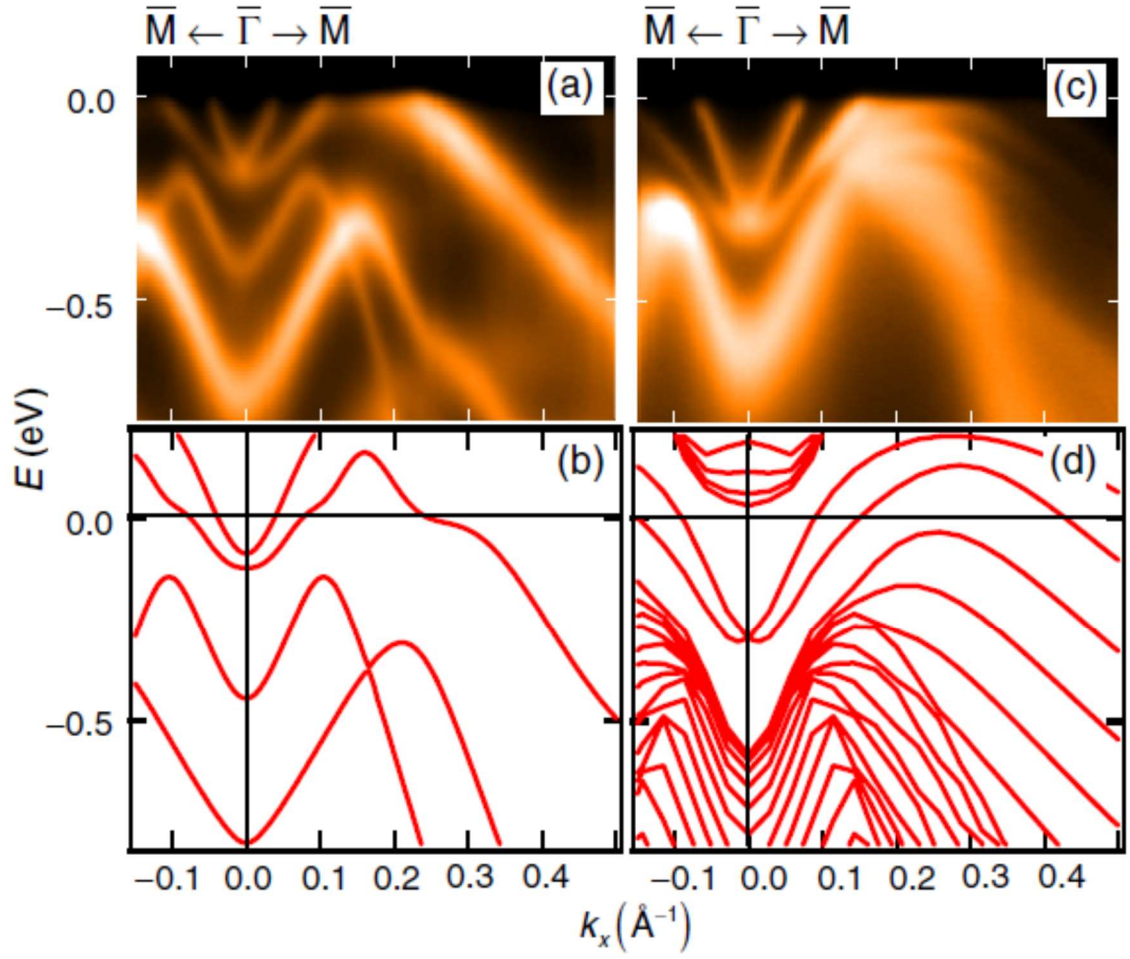 M̅ ← Γ̅ → M̅
M̅ ← Γ̅ → M̅
(a)
(c)
0.0
−0.5
E (eV)
(b)
(d)
0.0
−0.5
−0.1 0.0 0.1 0.2 0.3 0.4
−0.1 0.0 0.1 0.2 0.3 0.4
kₓ(Å⁻¹)